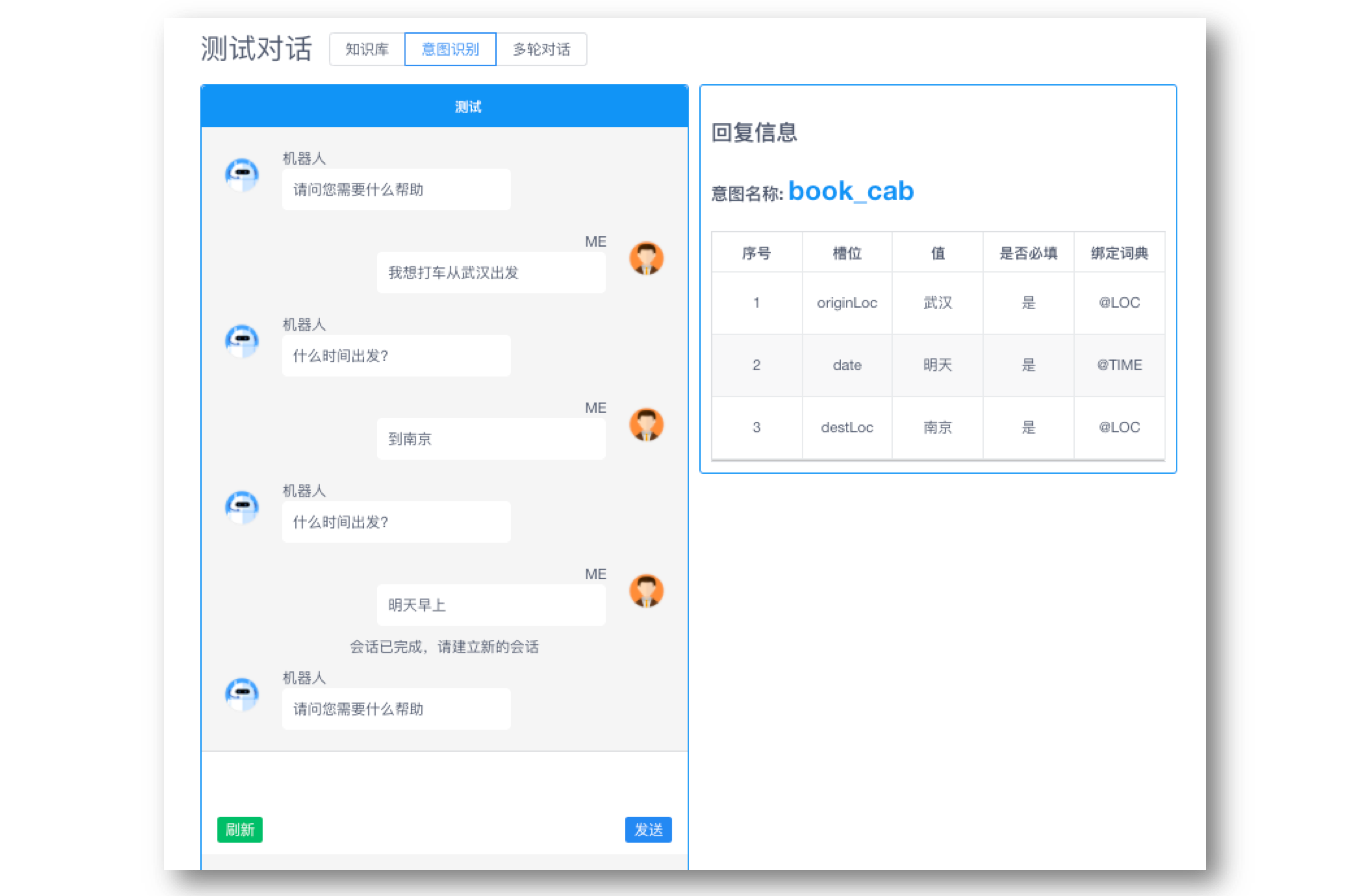 测试对话 知识库 意图识别 多轮对话
测试
机器人
请问您需要什么帮助
ME
我想打车从武汉出发
机器人
什么时间出发?
ME
到南京
机器人
什么时间出发?
ME
明天早上
会话已完成，请建立新的会话
机器人
请问您需要什么帮助
刷新 发送
回复信息
意图名称: book_cab
序号 槽位 值 是否必填 绑定词典
1 originLoc 武汉 是 @LOC
2 date 明天 是 @TIME
3 destLoc 南京 是 @LOC